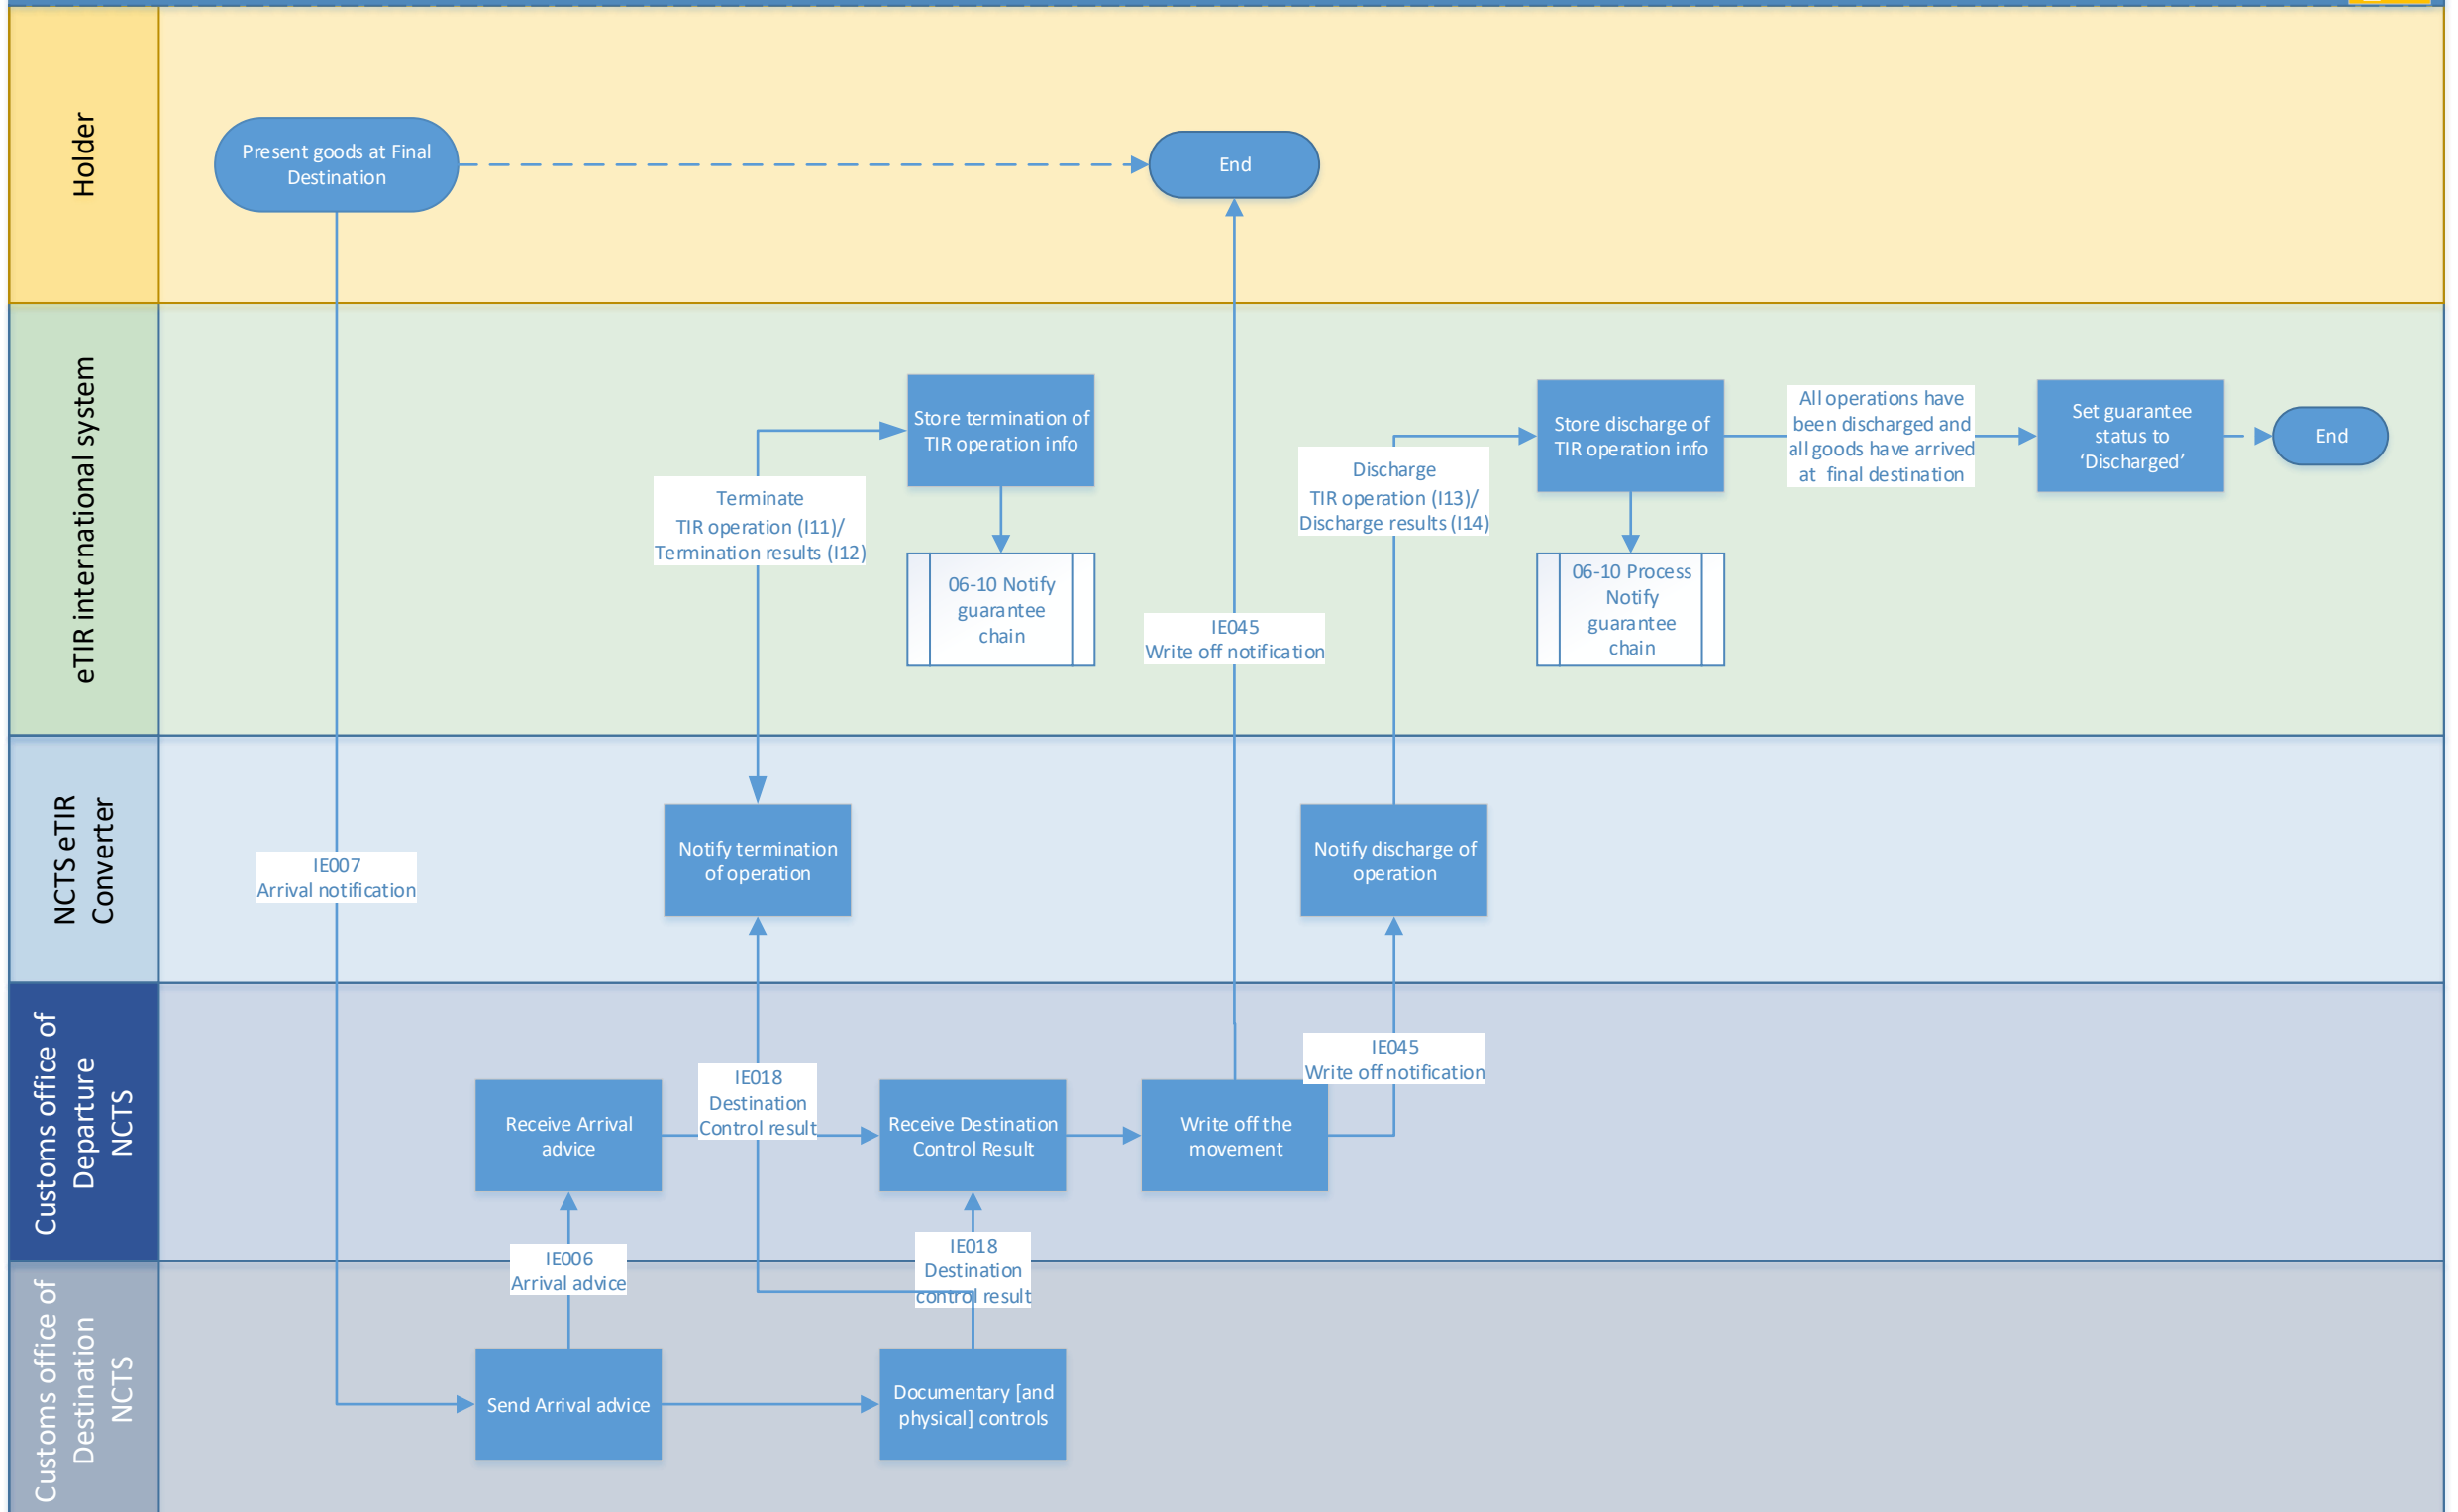 Holder
Present goods at Final
Destination
End
eTIR international system
Store termination of
TIR operation info
Terminate
TIR operation (I11)/
Termination results (I12)
06-10 Notify
guarantee
chain
IE045
Write off notification
Discharge
TIR operation (I13)/
Discharge results (I14)
Store discharge of
TIR operation info
06-10 Process
Notify
guarantee
chain
All operations have
been discharged and
all goods have arrived
at final destination
Set guarantee
status to
‘Discharged’
End
NCTS eTIR
Converter
IE007
Arrival notification
Notify termination
of operation
Notify discharge of
operation
Customs office of
Departure
NCTS
Receive Arrival
advice
IE018
Destination
Control result
Receive Destination
Control Result
Write off the
movement
IE045
Write off notification
IE006
Arrival advice
IE018
Destination
control result
Customs office of
Destination
NCTS
Send Arrival advice
Documentary [and
physical] controls